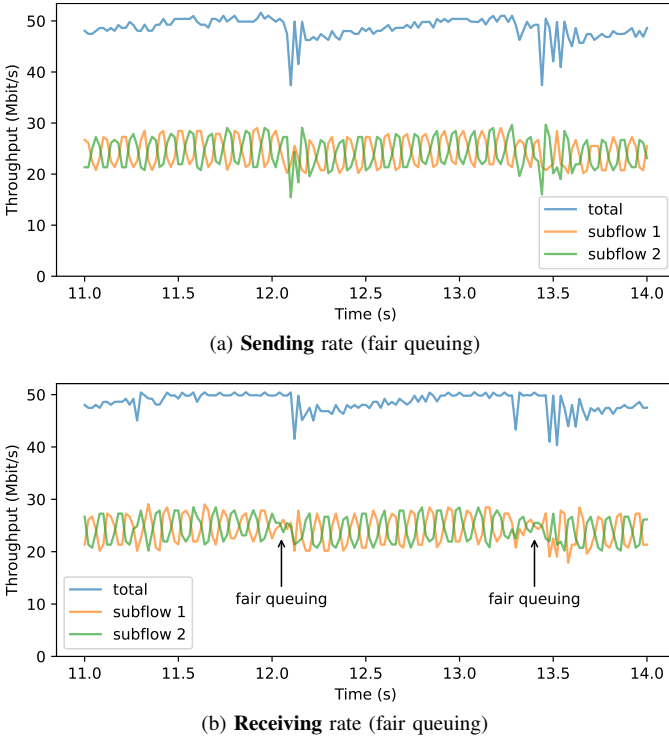 50
40
30
20
10
0
Throughput (Mbit/s)
total
subflow 1
subflow 2
11.0 11.5 12.0 12.5 13.0 13.5 14.0
Time (s)
(a) Sending rate (fair queuing)
50
40
30
20
10
0
Throughput (Mbit/s)
fair queuing
fair queuing
total
subflow 1
subflow 2
11.0 11.5 12.0 12.5 13.0 13.5 14.0
Time (s)
(b) Receiving rate (fair queuing)